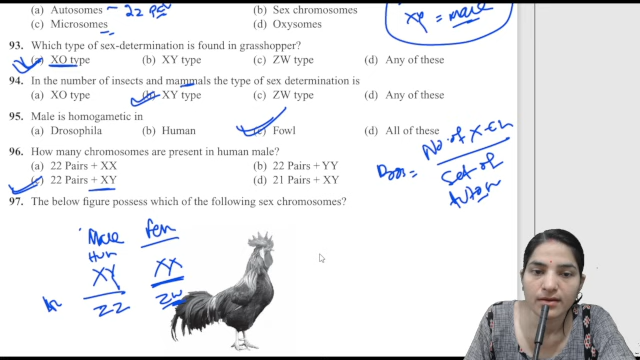 (a) Autosomes - 22 pair
(b) Sex chromosomes
(c) Microsomes
(d) Oxysomes
XY = male
93. Which type of sex-determination is found in grasshopper?
(a) XO type (b) XY type (c) ZW type (d) Any of these
94. In the number of insects and mammals the type of sex determination is
(a) XO type (b) XY type (c) ZW type (d) Any of these
95. Male is homogametic in
(a) Drosophila (b) Human (c) Fowl (d) All of these
96. How many chromosomes are present in human male?
(a) 22 Pairs + XX (b) 22 Pairs + YY
(c) 22 Pairs + XY (d) 21 Pairs + XY
No. of X-Ch
Set of
97. The below figure possess which of the following sex chromosomes?
Male Fem
Hum
XY XX
ZZ ZW